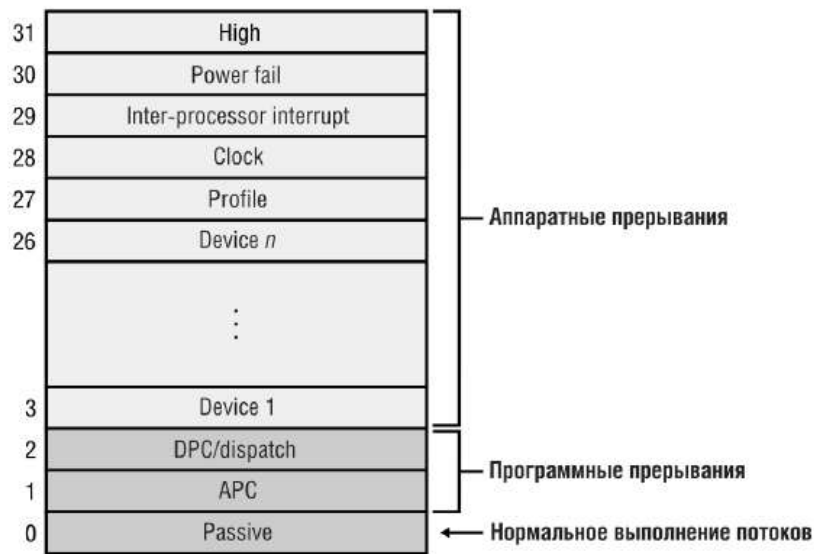 31 High
30 Power fail
29 Inter-processor interrupt
28 Clock
27 Profile
Аппаратные прерывания
26 Device n
⋮
3 Device 1
2 DPC/dispatch
Программные прерывания
1 APC
0 Passive
Нормальное выполнение потоков